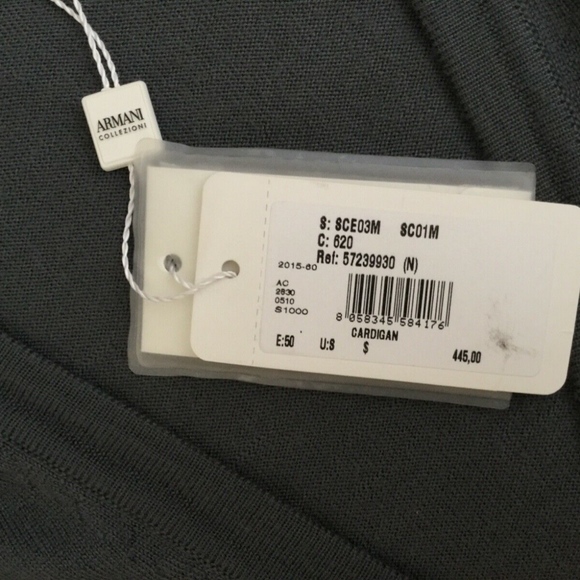 ARMANI
COLLEZIONI
S: SCE03M SC01M
C: 620
Ref: 57239930 (N)
2015-60
AC
2830
0510
S1000
8 058345 584176
CARDIGAN
E:50 U:S $ 445,00